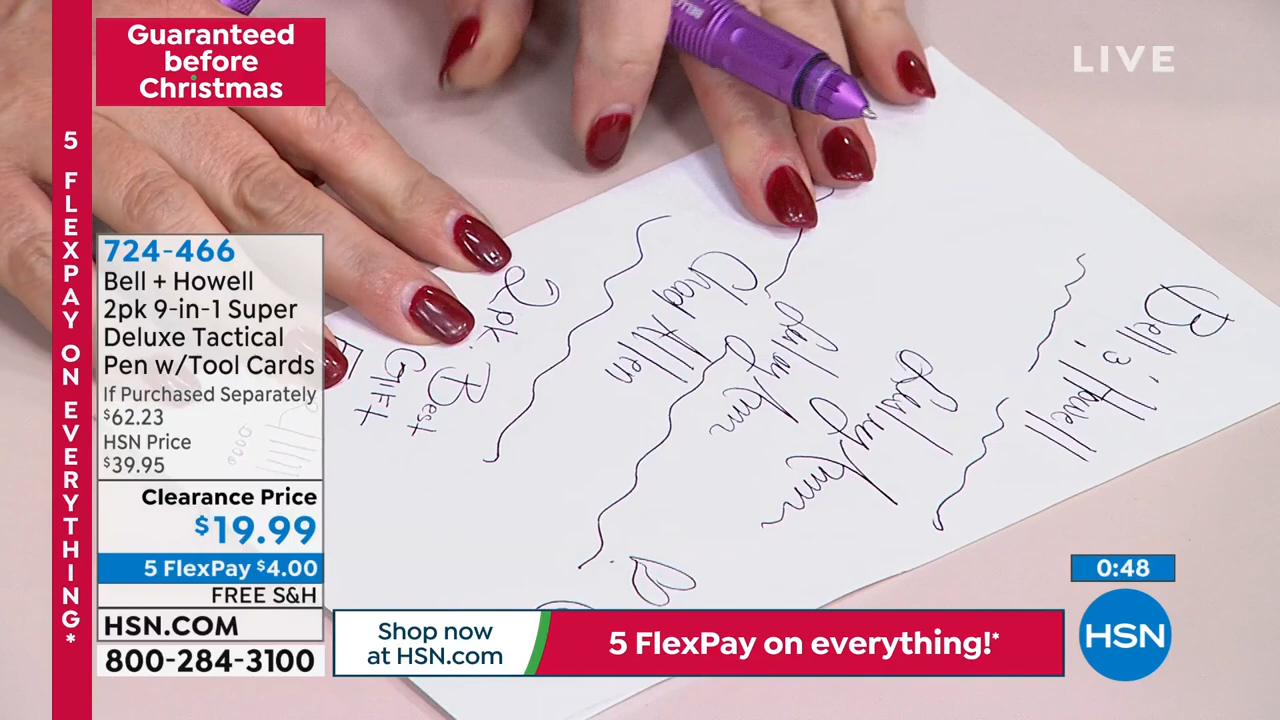 Guaranteed
before
Christmas
LIVE
5 FLEXPAY ON EVERYTHING*
724-466
Bell + Howell
2pk 9-in-1 Super
Deluxe Tactical
Pen w/Tool Cards
If Purchased Separately
$62.23
HSN Price
$39.95
Clearance Price
$19.99
5 FlexPay $4.00
FREE S&H
HSN.COM
800-284-3100
Shop now
at HSN.com
5 FlexPay on everything!*
0:48
HSN
Bell &
Howell
Chad Allen
2pk.
Best
Gift